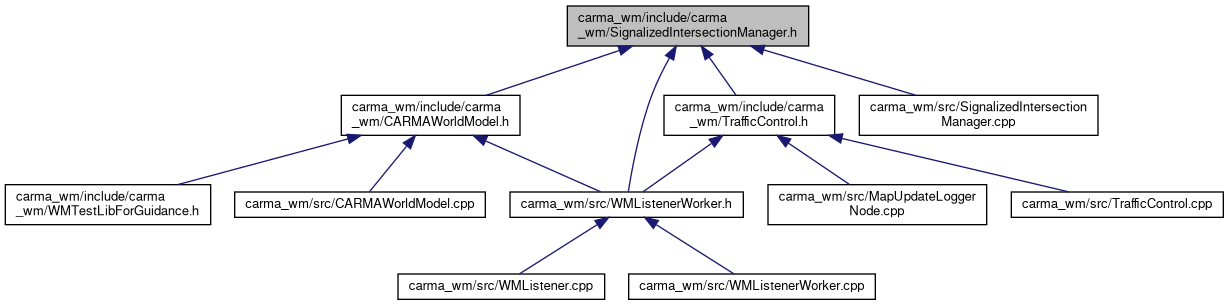 carma_wm/include/carma
_wm/SignalizedIntersectionManager.h
carma_wm/include/carma
_wm/CARMAWorldModel.h
carma_wm/include/carma
_wm/TrafficControl.h
carma_wm/src/SignalizedIntersection
Manager.cpp
carma_wm/include/carma
_wm/WMTestLibForGuidance.h
carma_wm/src/CARMAWorldModel.cpp
carma_wm/src/WMListenerWorker.h
carma_wm/src/MapUpdateLogger
Node.cpp
carma_wm/src/TrafficControl.cpp
carma_wm/src/WMListener.cpp
carma_wm/src/WMListenerWorker.cpp